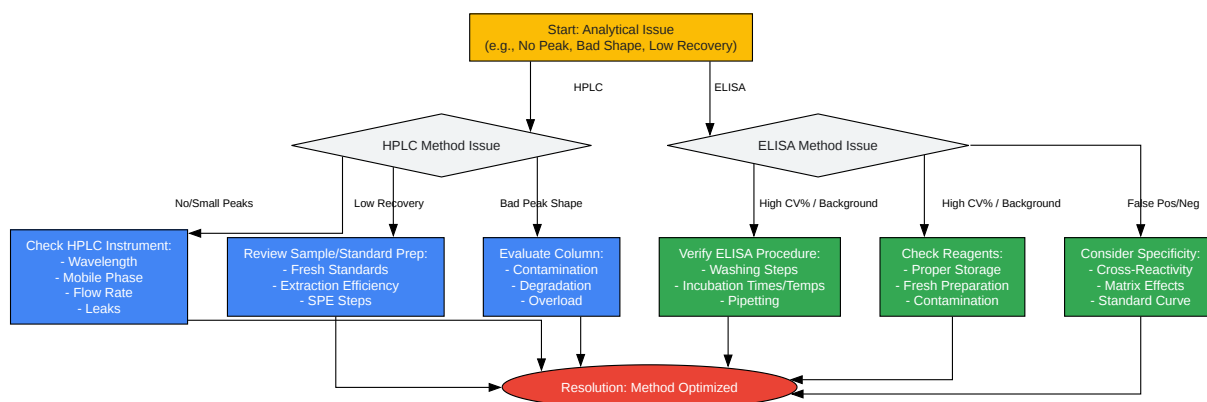 Start: Analytical Issue
(e.g., No Peak, Bad Shape, Low Recovery)
HPLC
ELISA
HPLC Method Issue
ELISA Method Issue
No/Small Peaks
Low Recovery
Bad Peak Shape
High CV% / Background
High CV% / Background
False Pos/Neg
Check HPLC Instrument:
- Wavelength
- Mobile Phase
- Flow Rate
- Leaks
Review Sample/Standard Prep:
- Fresh Standards
- Extraction Efficiency
- SPE Steps
Evaluate Column:
- Contamination
- Degradation
- Overload
Verify ELISA Procedure:
- Washing Steps
- Incubation Times/Temps
- Pipetting
Check Reagents:
- Proper Storage
- Fresh Preparation
- Contamination
Consider Specificity:
- Cross-Reactivity
- Matrix Effects
- Standard Curve
Resolution: Method Optimized